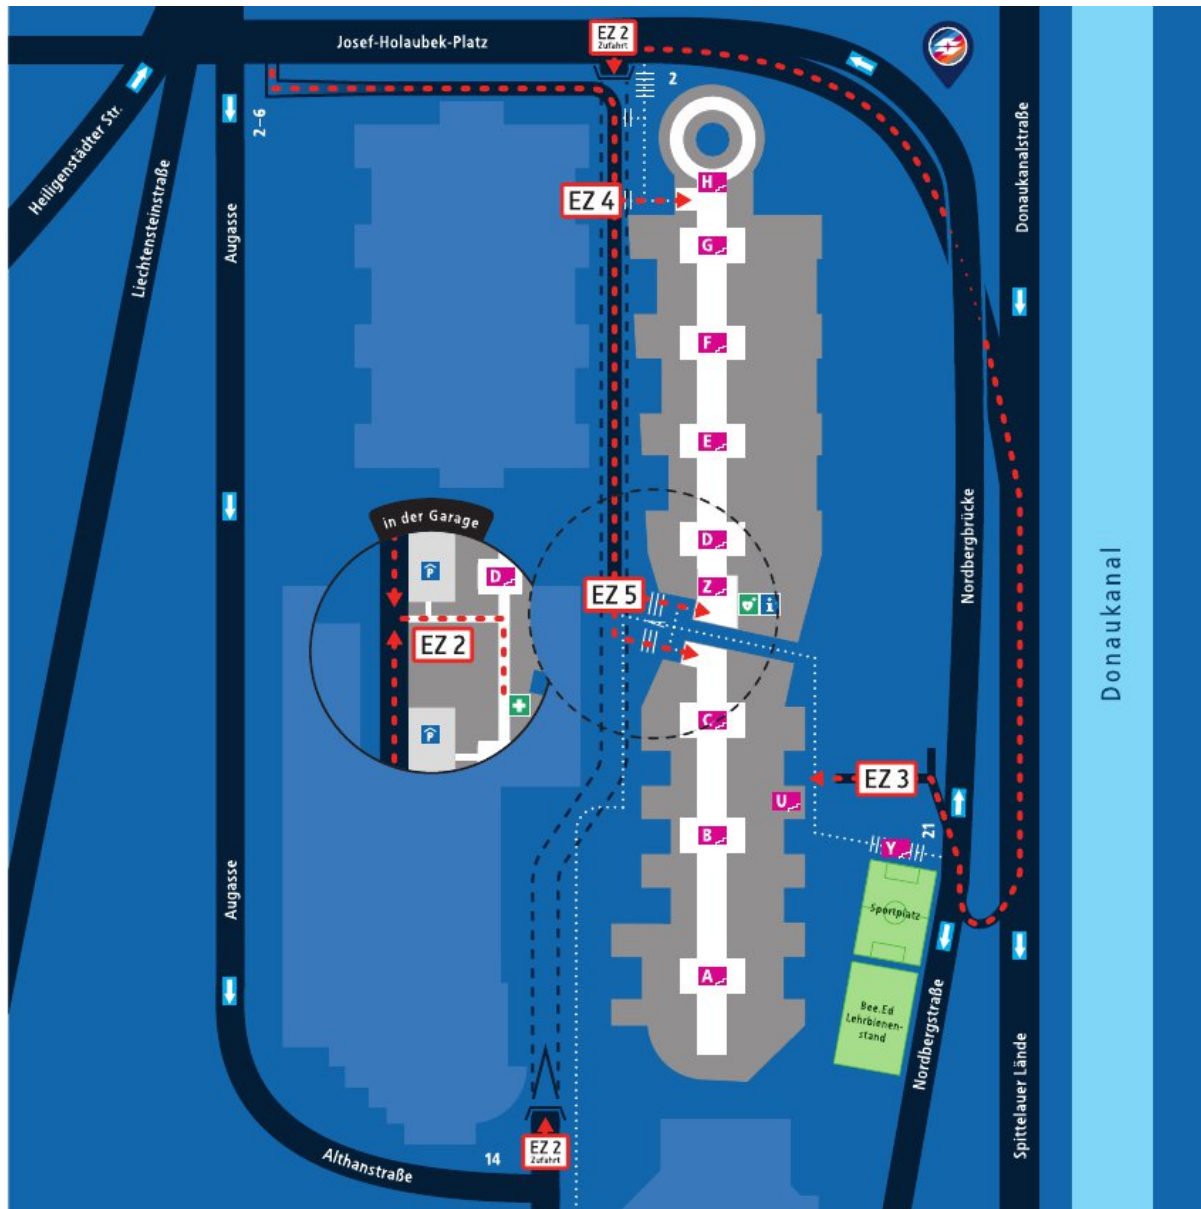 Josef-Holaubek-Platz
EZ 2
Zufahrt
2
2–6
Heiligenstädter Str.
Liechtensteinstraße
Augasse
Donaukanalstraße
H
EZ 4
G
F
E
in der Garage
D
Z
EZ 5
i
D
P
EZ 2
P
C
Nordbergbrücke
Donaukanal
EZ 3
U
B
21
Y
Sportplatz
Augasse
A
Bee.Ed
Lehrbienen-
stand
Nordbergstraße
Spittelauer Lände
Althanstraße
14
EZ 2
Zufahrt